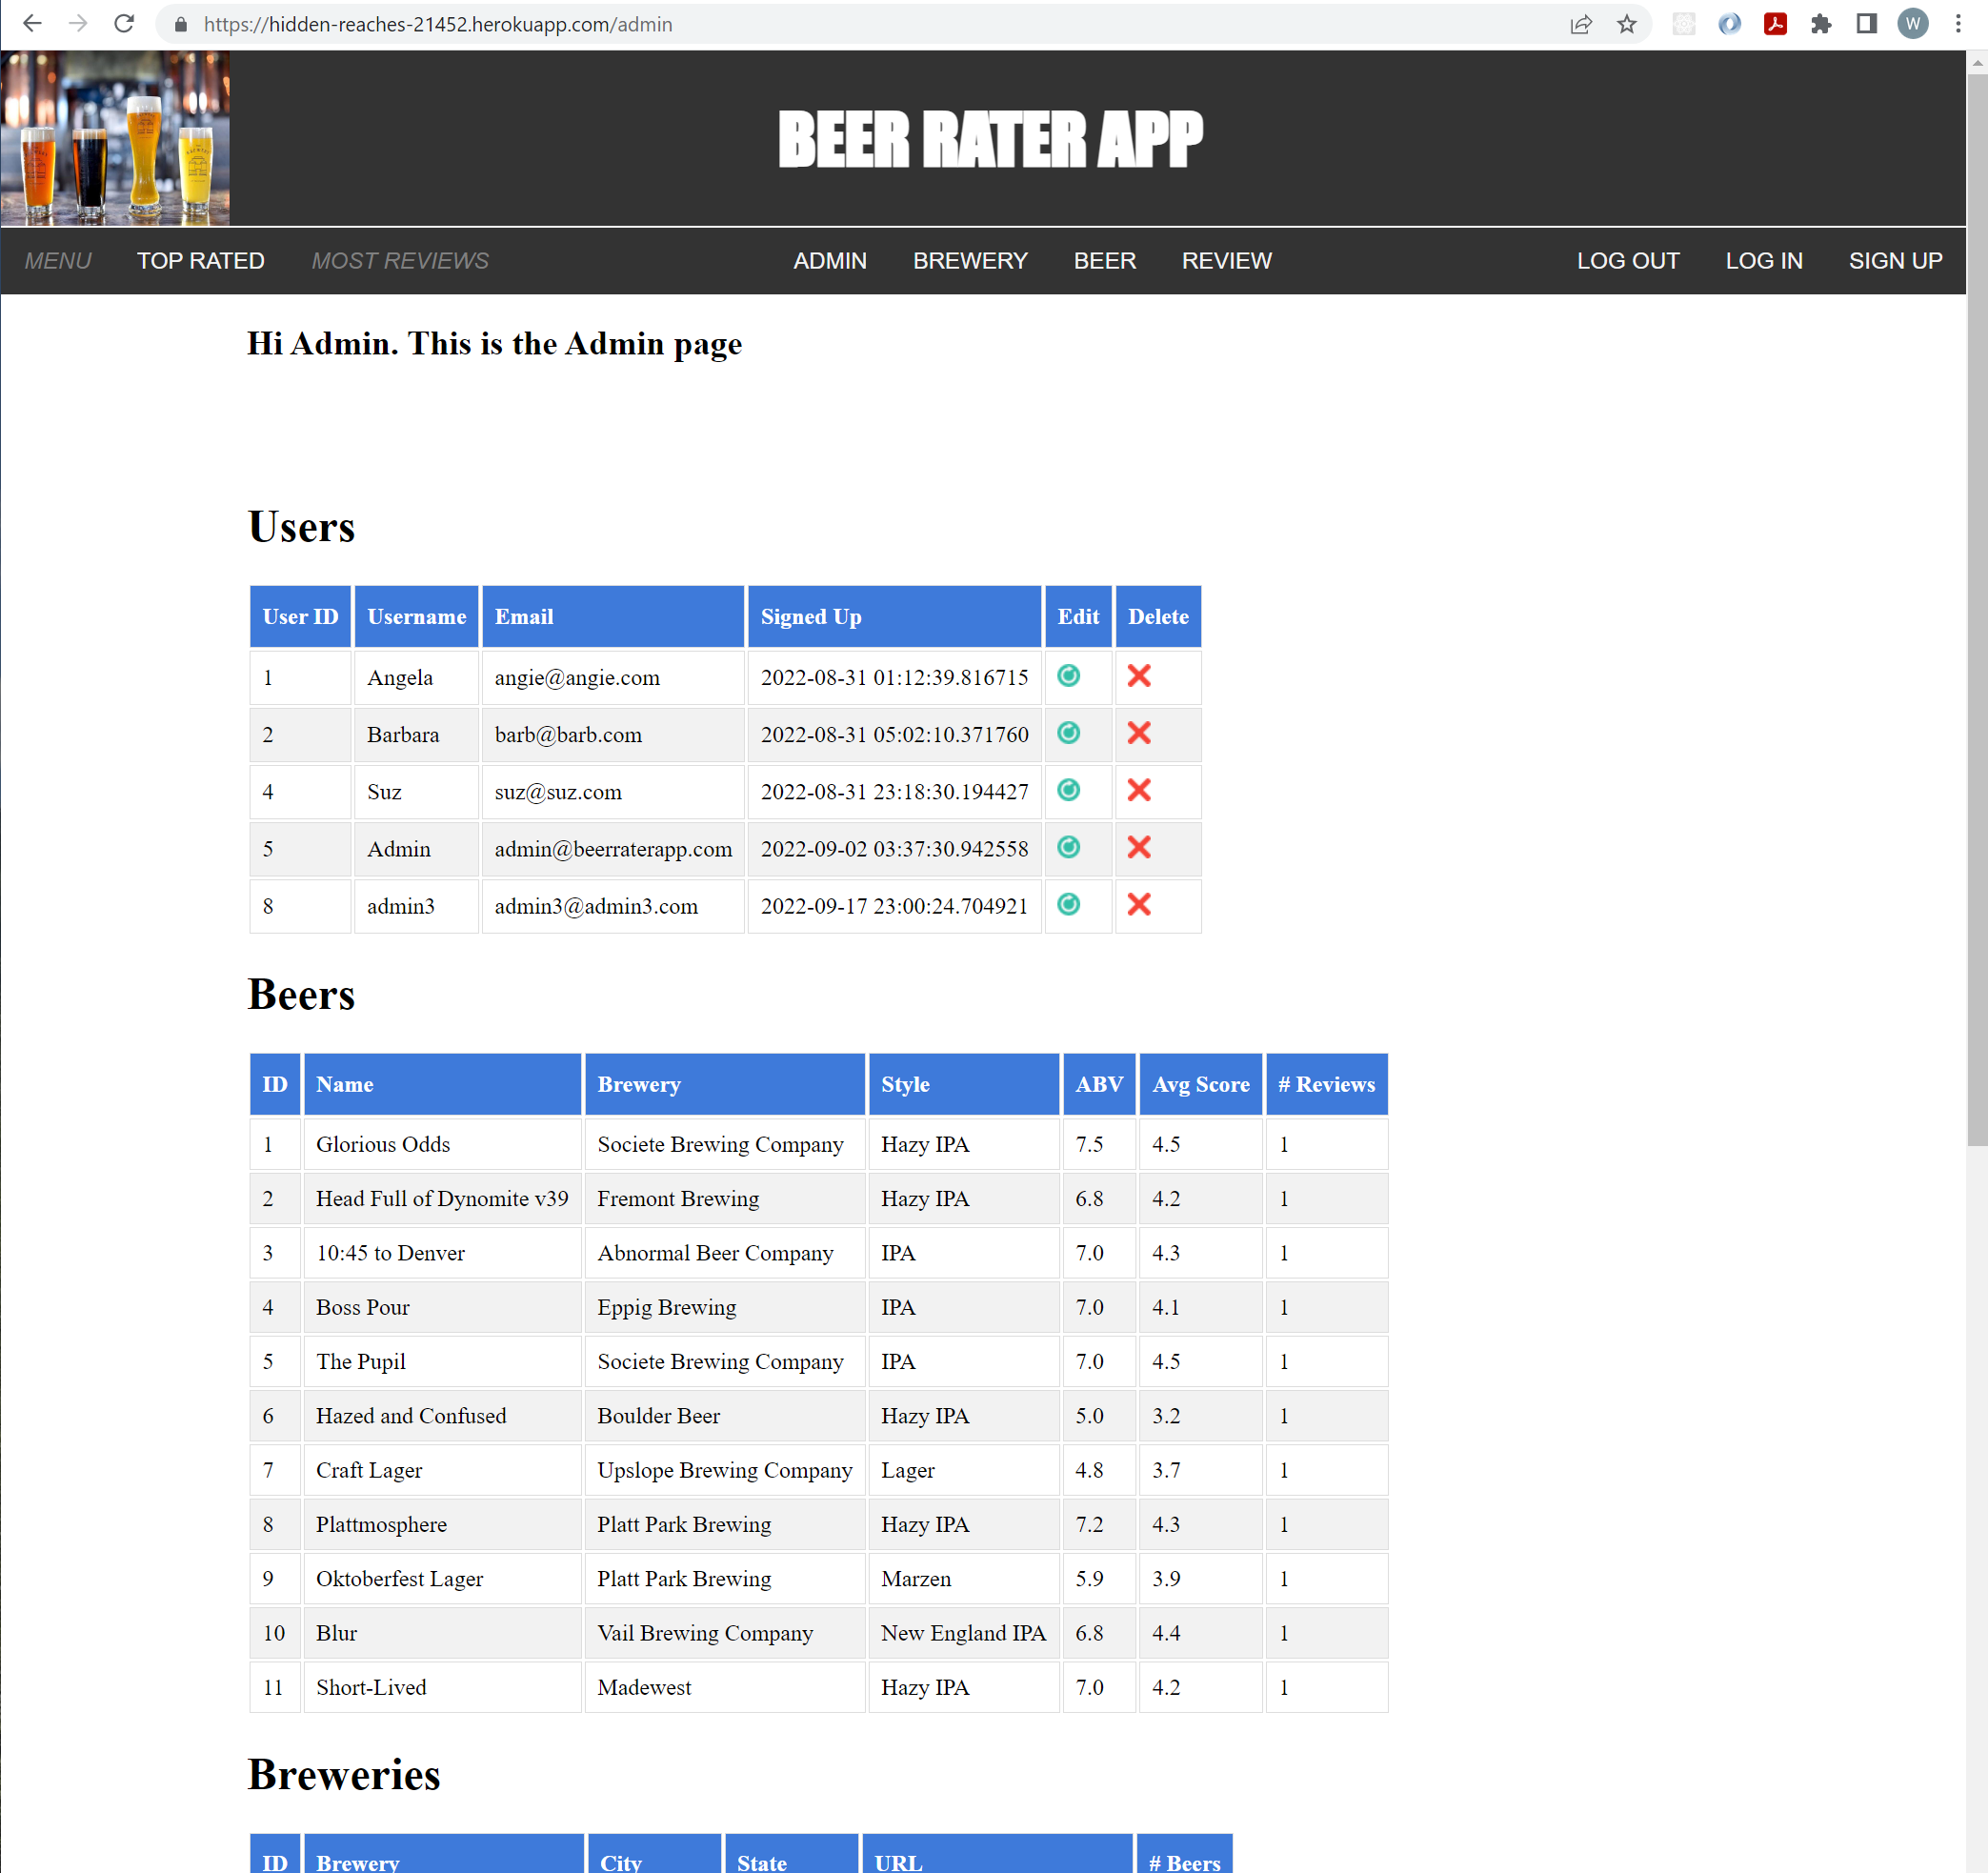 https://hidden-reaches-21452.herokuapp.com/admin
W
BEER RATER APP
MENU TOP RATED MOST REVIEWS ADMIN BREWERY BEER REVIEW LOG OUT LOG IN SIGN UP
Hi Admin. This is the Admin page
Users
User ID Username Email Signed Up Edit Delete
1 Angela angie@angie.com 2022-08-31 01:12:39.816715
2 Barbara barb@barb.com 2022-08-31 05:02:10.371760
4 Suz suz@suz.com 2022-08-31 23:18:30.194427
5 Admin admin@beerraterapp.com 2022-09-02 03:37:30.942558
8 admin3 admin3@admin3.com 2022-09-17 23:00:24.704921
Beers
ID Name Brewery Style ABV Avg Score # Reviews
1 Glorious Odds Societe Brewing Company Hazy IPA 7.5 4.5 1
2 Head Full of Dynomite v39 Fremont Brewing Hazy IPA 6.8 4.2 1
3 10:45 to Denver Abnormal Beer Company IPA 7.0 4.3 1
4 Boss Pour Eppig Brewing IPA 7.0 4.1 1
5 The Pupil Societe Brewing Company IPA 7.0 4.5 1
6 Hazed and Confused Boulder Beer Hazy IPA 5.0 3.2 1
7 Craft Lager Upslope Brewing Company Lager 4.8 3.7 1
8 Plattmosphere Platt Park Brewing Hazy IPA 7.2 4.3 1
9 Oktoberfest Lager Platt Park Brewing Marzen 5.9 3.9 1
10 Blur Vail Brewing Company New England IPA 6.8 4.4 1
11 Short-Lived Madewest Hazy IPA 7.0 4.2 1
Breweries
ID Brewery City State URL # Beers